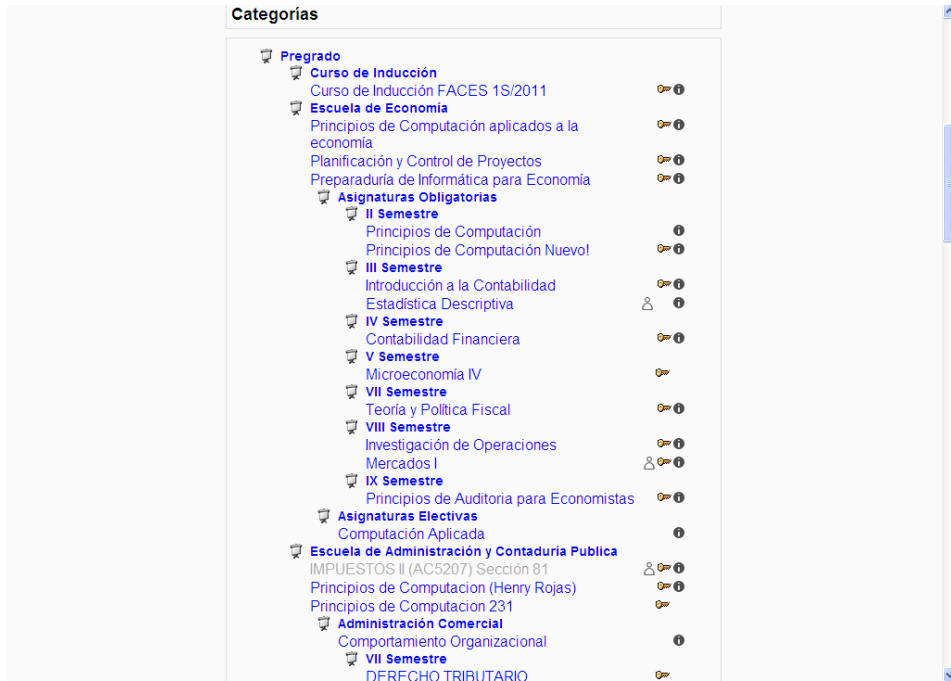 Categorías
Pregrado
Curso de Inducción
Curso de Inducción FACES 1S/2011
Escuela de Economía
Principios de Computación aplicados a la
economía
Planificación y Control de Proyectos
Preparaduría de Informática para Economía
Asignaturas Obligatorias
II Semestre
Principios de Computación
Principios de Computación Nuevo!
III Semestre
Introducción a la Contabilidad
Estadística Descriptiva
IV Semestre
Contabilidad Financiera
V Semestre
Microeconomía IV
VII Semestre
Teoría y Política Fiscal
VIII Semestre
Investigación de Operaciones
Mercados I
IX Semestre
Principios de Auditoria para Economistas
Asignaturas Electivas
Computación Aplicada
Escuela de Administración y Contaduría Publica
IMPUESTOS II (AC5207) Sección 81
Principios de Computacion (Henry Rojas)
Principios de Computacion 231
Administración Comercial
Comportamiento Organizacional
VII Semestre
DERECHO TRIBUTARIO